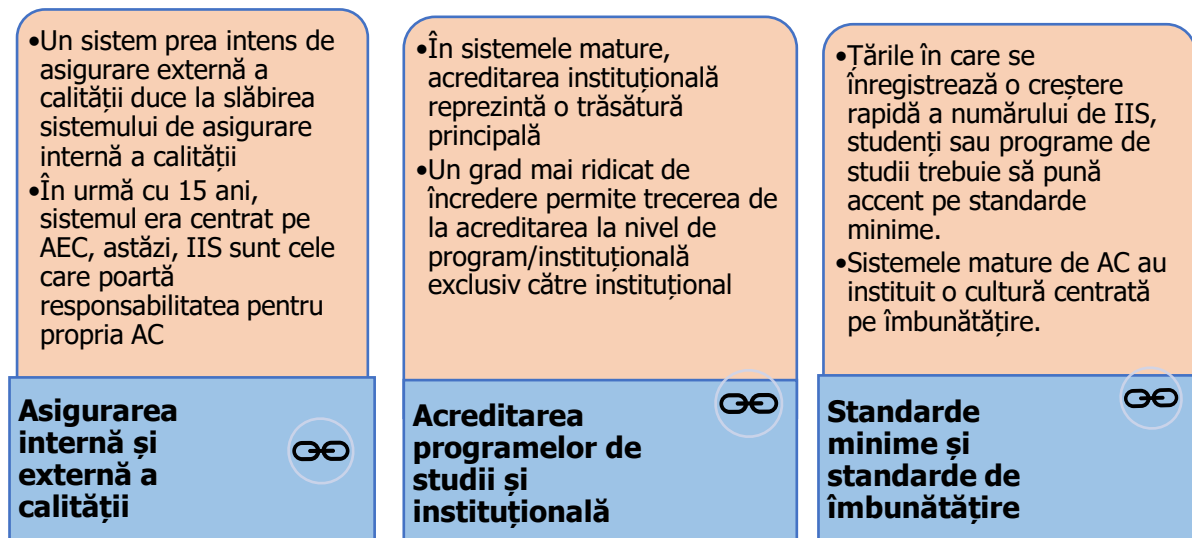 •Un sistem prea intens de
asigurare externă a
calității duce la slăbirea
sistemului de asigurare
internă a calității
•În urmă cu 15 ani,
sistemul era centrat pe
AEC, astăzi, IIS sunt cele
care poartă
responsabilitatea pentru
propria AC
Asigurarea
internă și
externă a
calității
•În sistemele mature,
acreditarea instituțională
reprezintă o trăsătură
principală
•Un grad mai ridicat de
încredere permite trecerea de
la acreditarea la nivel de
program/instituțională
exclusiv către instituțional
Acreditarea
programelor de
studii și
instituțională
•Țările în care se
înregistrează o creștere
rapidă a numărului de IIS,
studenți sau programe de
studii trebuie să pună
accent pe standarde
minime.
•Sistemele mature de AC au
instituit o cultură centrată
pe îmbunătățire.
Standarde
minime și
standarde de
îmbunătățire